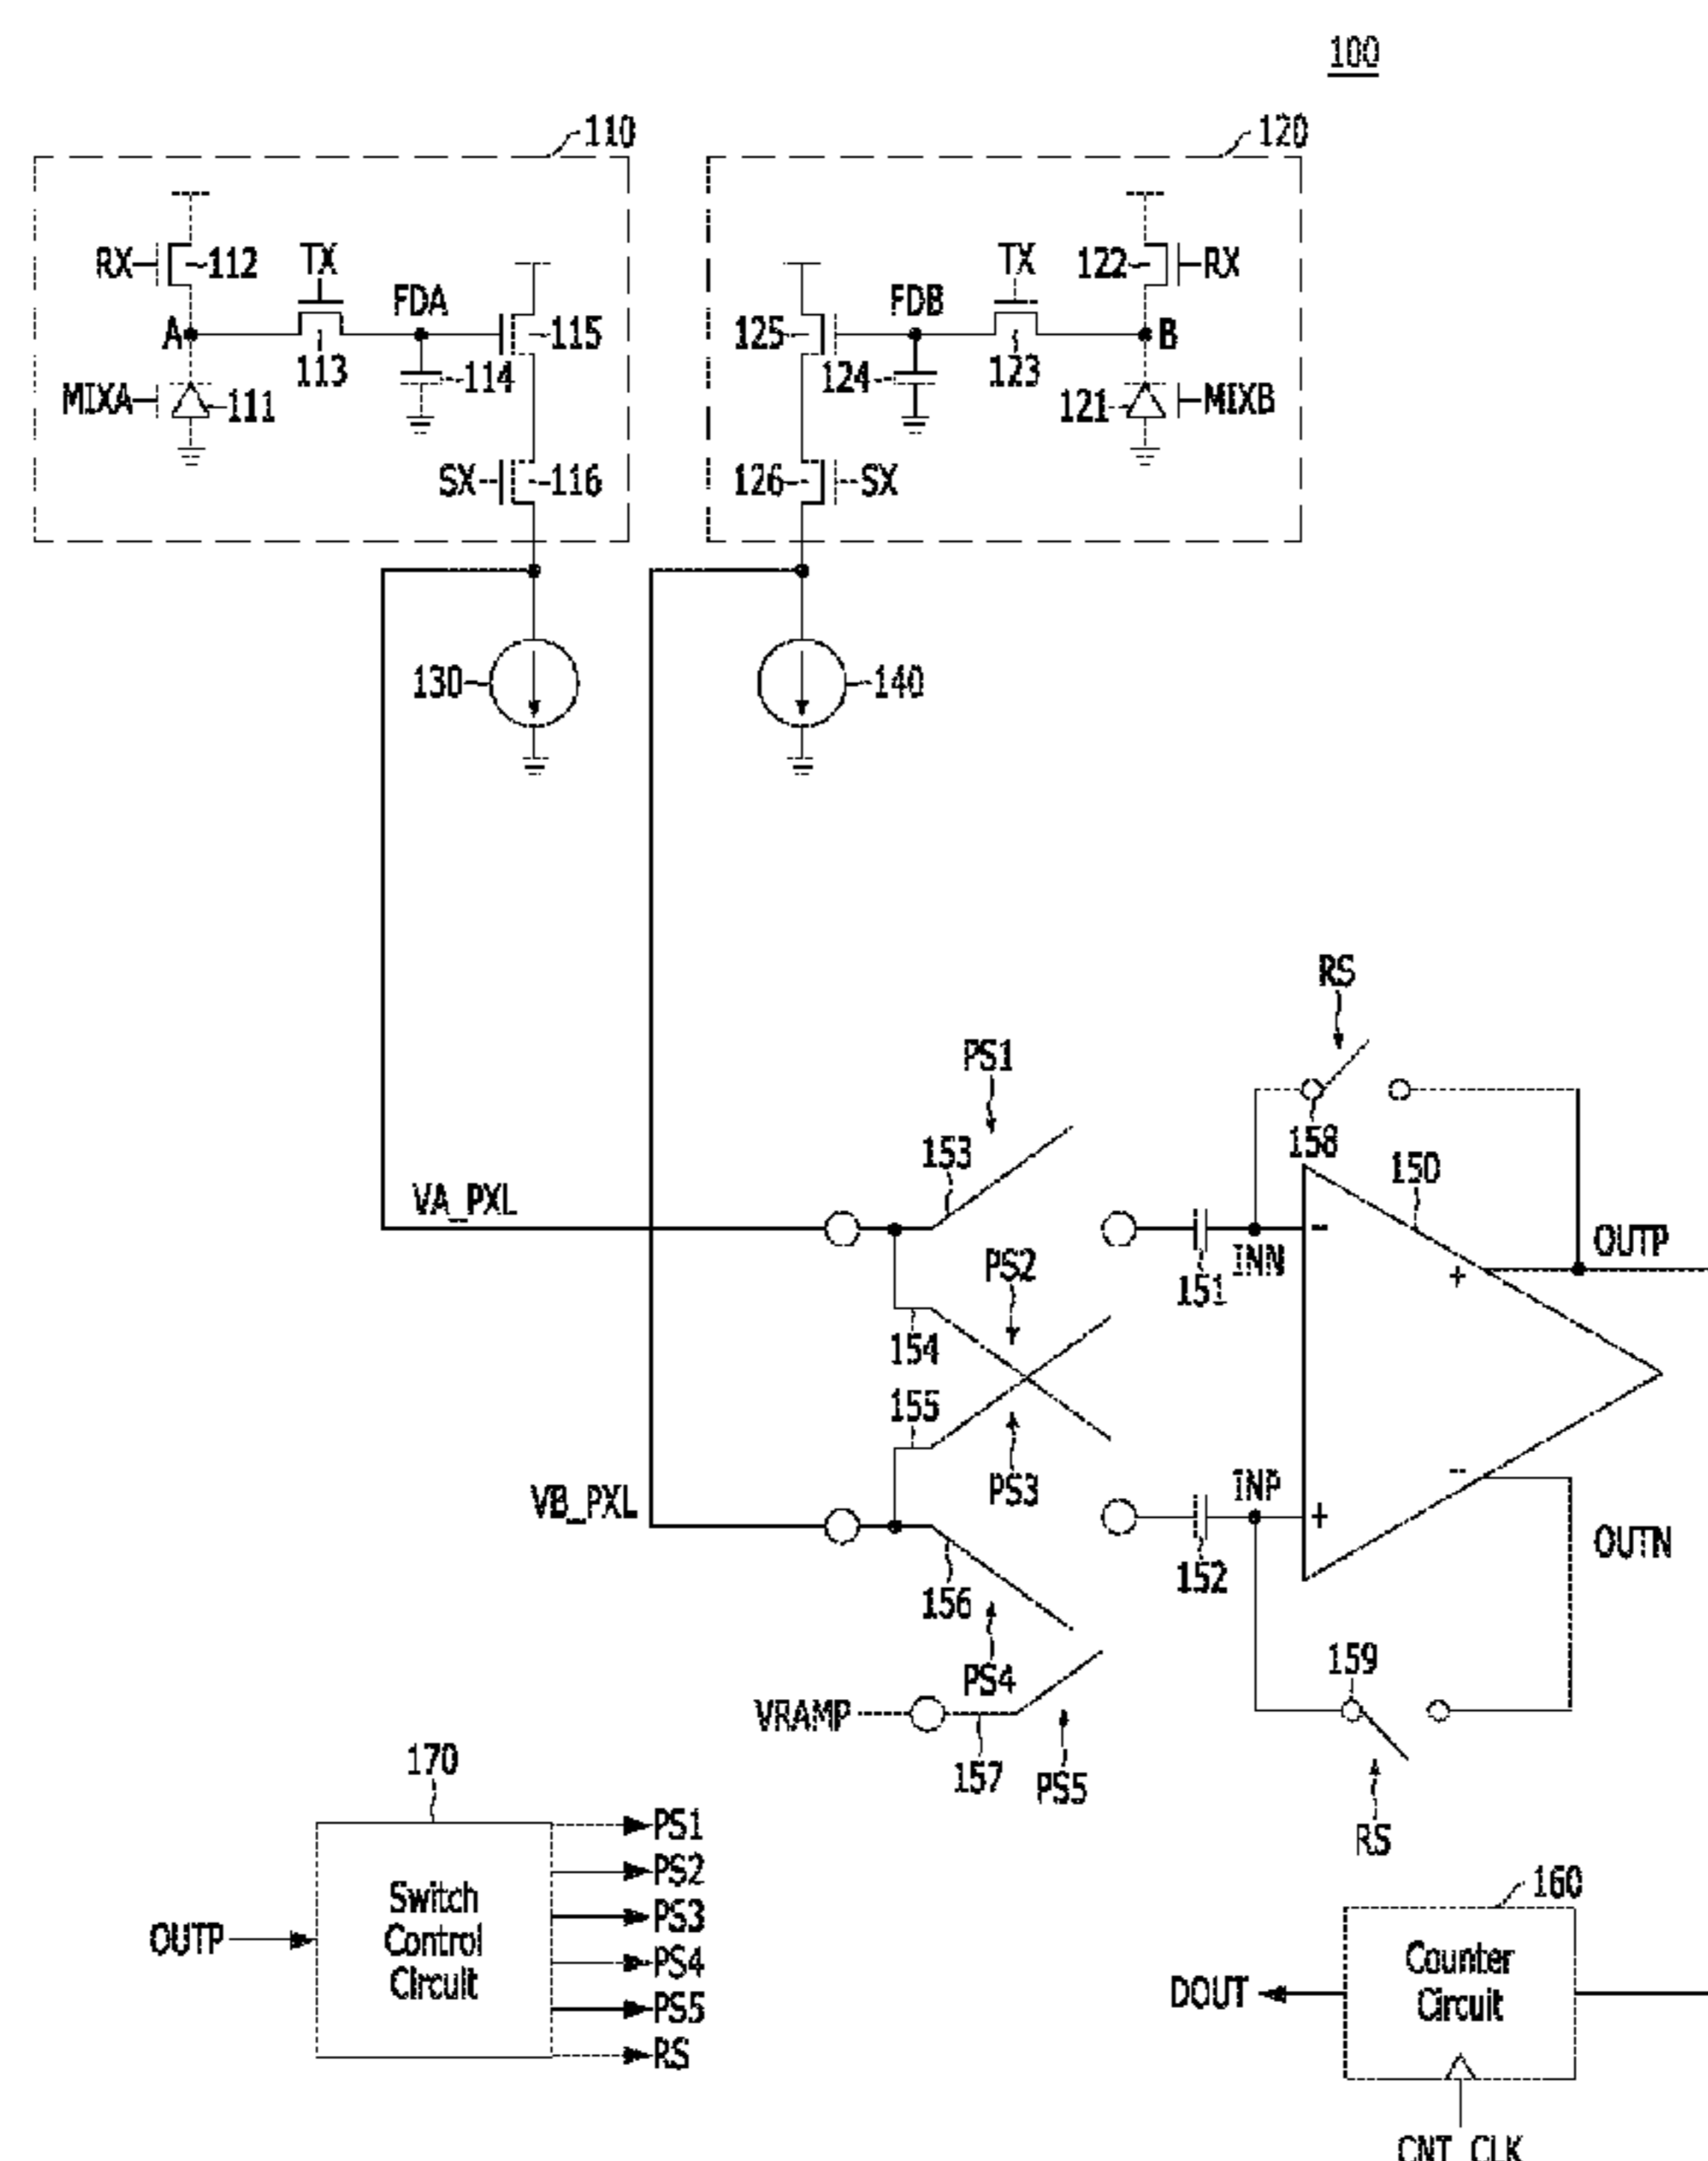 100
110
120
RX
112
TX
FDA
115
A
113
114
MIXA
111
SX
116
125
FDB
TX
122
RX
B
124
123
121
MIXB
126
SX
130
140
RS
PS1
158
153
150
VA_PXL
OUTP
-
+
INN
151
PS2
154
155
PS3
VB_PXL
INP
+
-
152
OUTN
156
PS4
159
VRAMP
157
PS5
RS
170
OUTP
Switch
Control
Circuit
PS1
PS2
PS3
PS4
PS5
RS
160
DOUT
Counter
Circuit
CNT_CLK